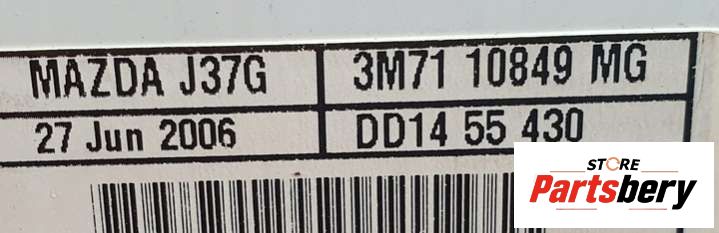 MAZDA J37G 3M71 10849 MG
27 Jun 2006 DD14 55 430
STORE
Partsbery